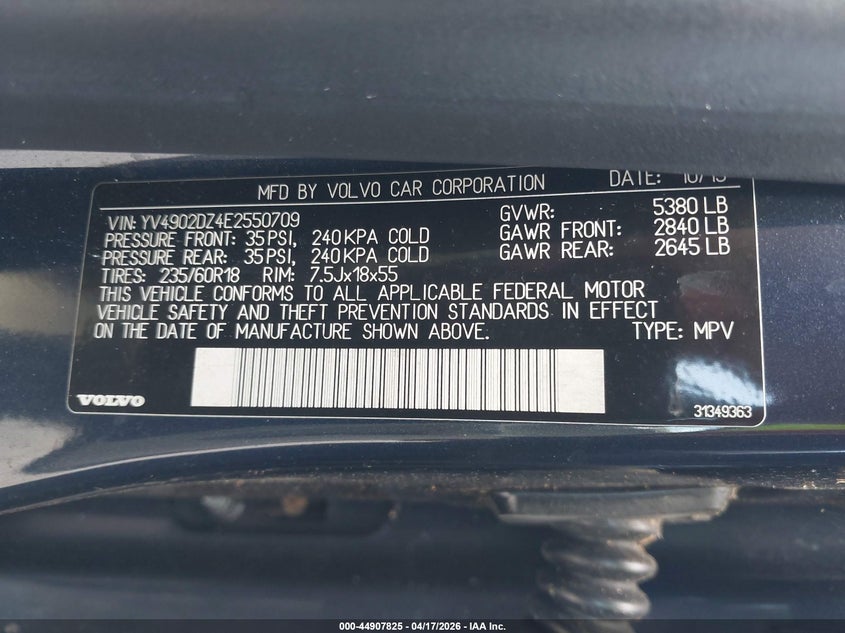 MFD BY VOLVO CAR CORPORATION DATE: 10/13
VIN: YV4902DZ4E2550709
PRESSURE FRONT: 35 PSI, 240 KPA COLD
PRESSURE REAR: 35 PSI, 240 KPA COLD
TIRES: 235/60R18 RIM: 7.5Jx18x55
GVWR: 5380 LB
GAWR FRONT: 2840 LB
GAWR REAR: 2645 LB
THIS VEHICLE CONFORMS TO ALL APPLICABLE FEDERAL MOTOR
VEHICLE SAFETY AND THEFT PREVENTION STANDARDS IN EFFECT
ON THE DATE OF MANUFACTURE SHOWN ABOVE. TYPE: MPV
VOLVO
31349363
000-44907825 - 04/17/2026 - IAA Inc.